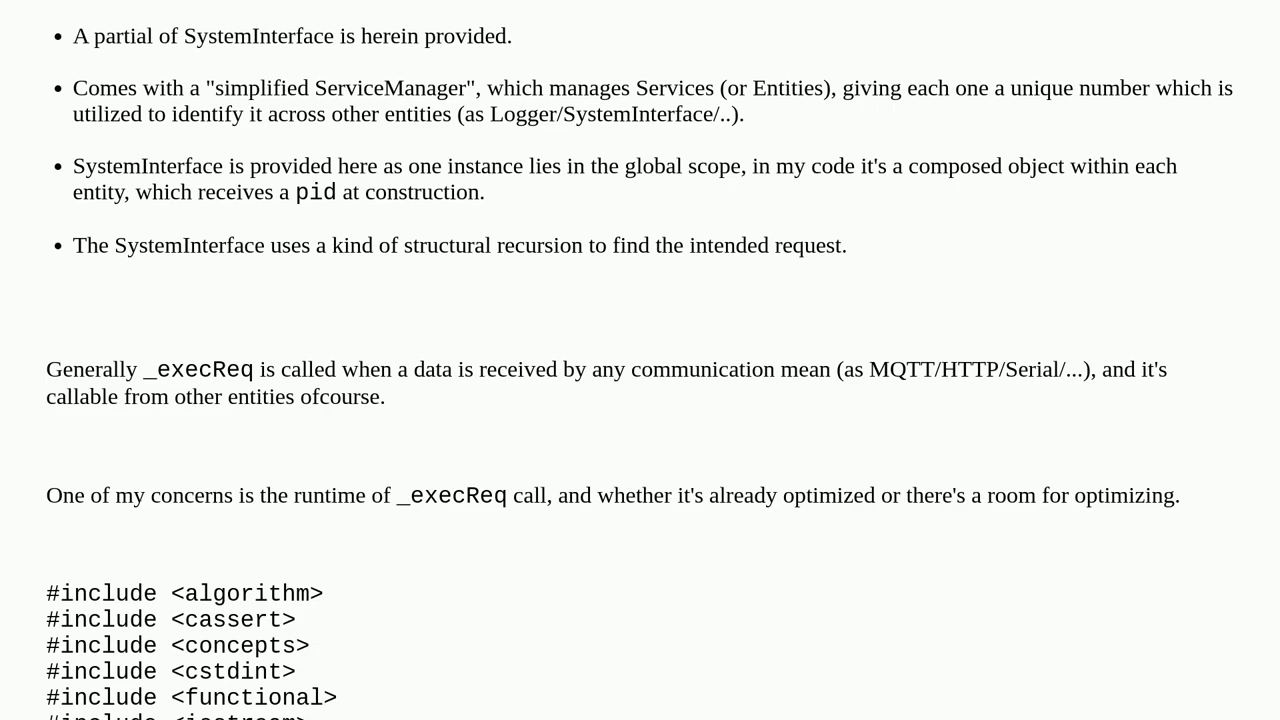 • A partial of SystemInterface is herein provided.
• Comes with a "simplified ServiceManager", which manages Services (or Entities), giving each one a unique number which is
utilized to identify it across other entities (as Logger/SystemInterface/..).
• SystemInterface is provided here as one instance lies in the global scope, in my code it's a composed object within each
entity, which receives a pid at construction.
• The SystemInterface uses a kind of structural recursion to find the intended request.
Generally _execReq is called when a data is received by any communication mean (as MQTT/HTTP/Serial/...), and it's
callable from other entities ofcourse.
One of my concerns is the runtime of _execReq call, and whether it's already optimized or there's a room for optimizing.
#include <algorithm>
#include <cassert>
#include <concepts>
#include <cstdint>
#include <functional>
#include <iostream>